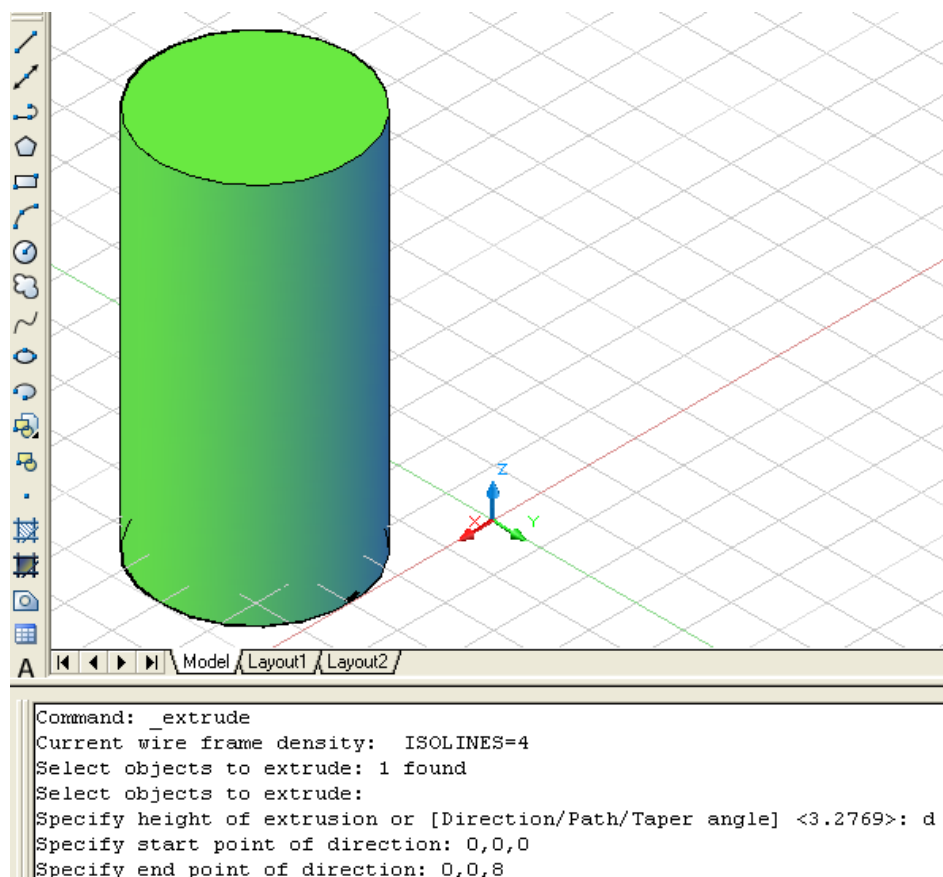 Z
X
Y
A
Model Layout1 Layout2
Command: _extrude
Current wire frame density:  ISOLINES=4
Select objects to extrude: 1 found
Select objects to extrude:
Specify height of extrusion or [Direction/Path/Taper angle] <3.2769>: d
Specify start point of direction: 0,0,0
Specify end point of direction: 0,0,8